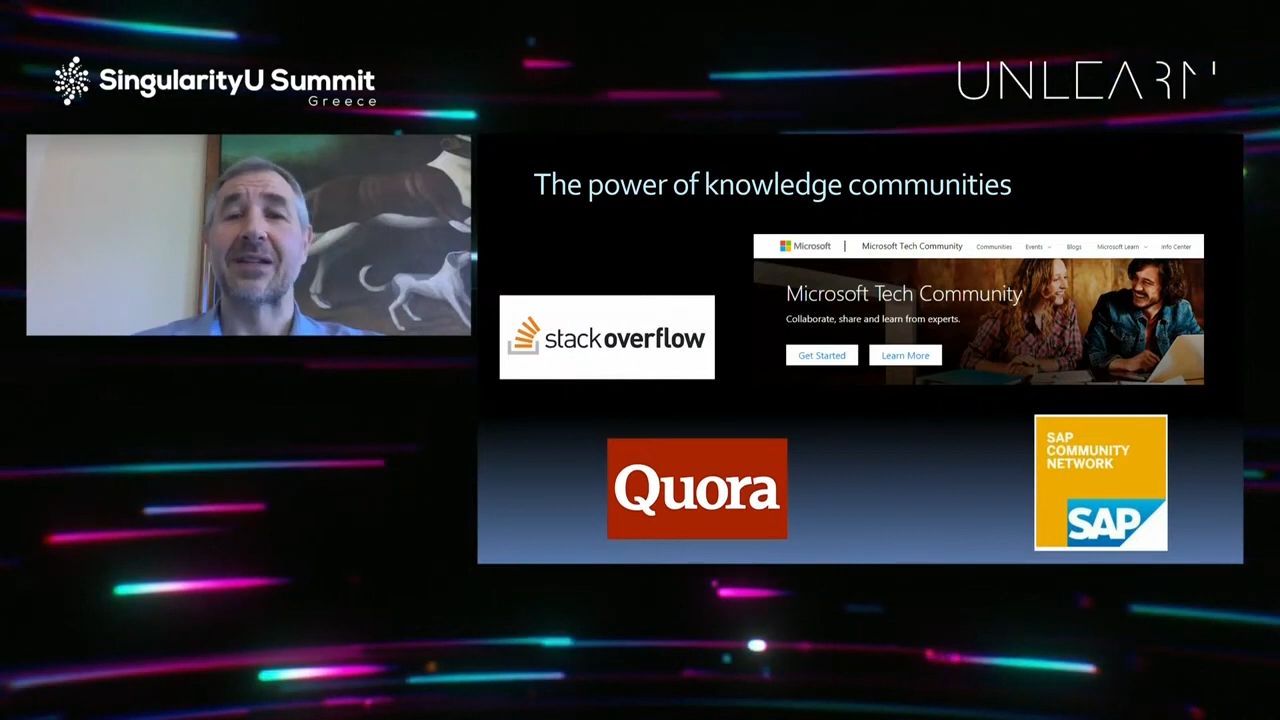 SingularityU Summit
Greece
UNLEARN
The power of knowledge communities
Microsoft | Microsoft Tech Community Communities Events Blogs Microsoft Learn Info Center
Microsoft Tech Community
Collaborate, share and learn from experts.
Get Started Learn More
stackoverflow
Quora
SAP
COMMUNITY
NETWORK
SAP